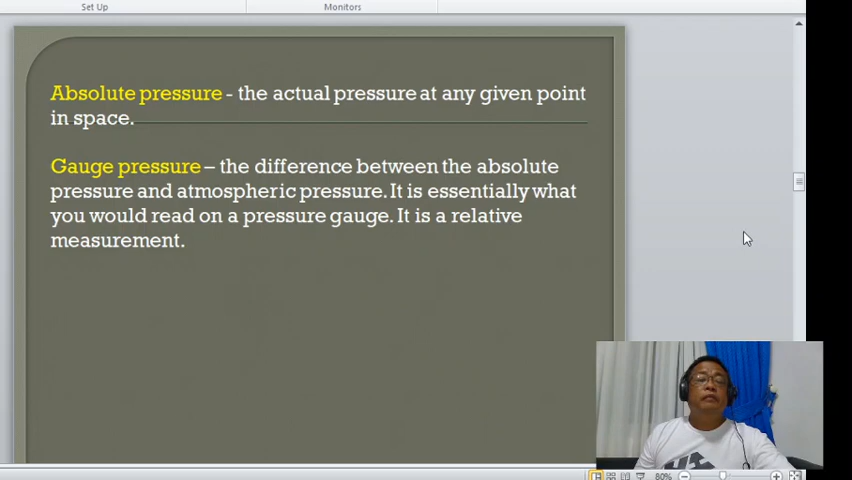 Set Up
Monitors
Absolute pressure - the actual pressure at any given point
in space.
Gauge pressure – the difference between the absolute
pressure and atmospheric pressure. It is essentially what
you would read on a pressure gauge. It is a relative
measurement.
80%